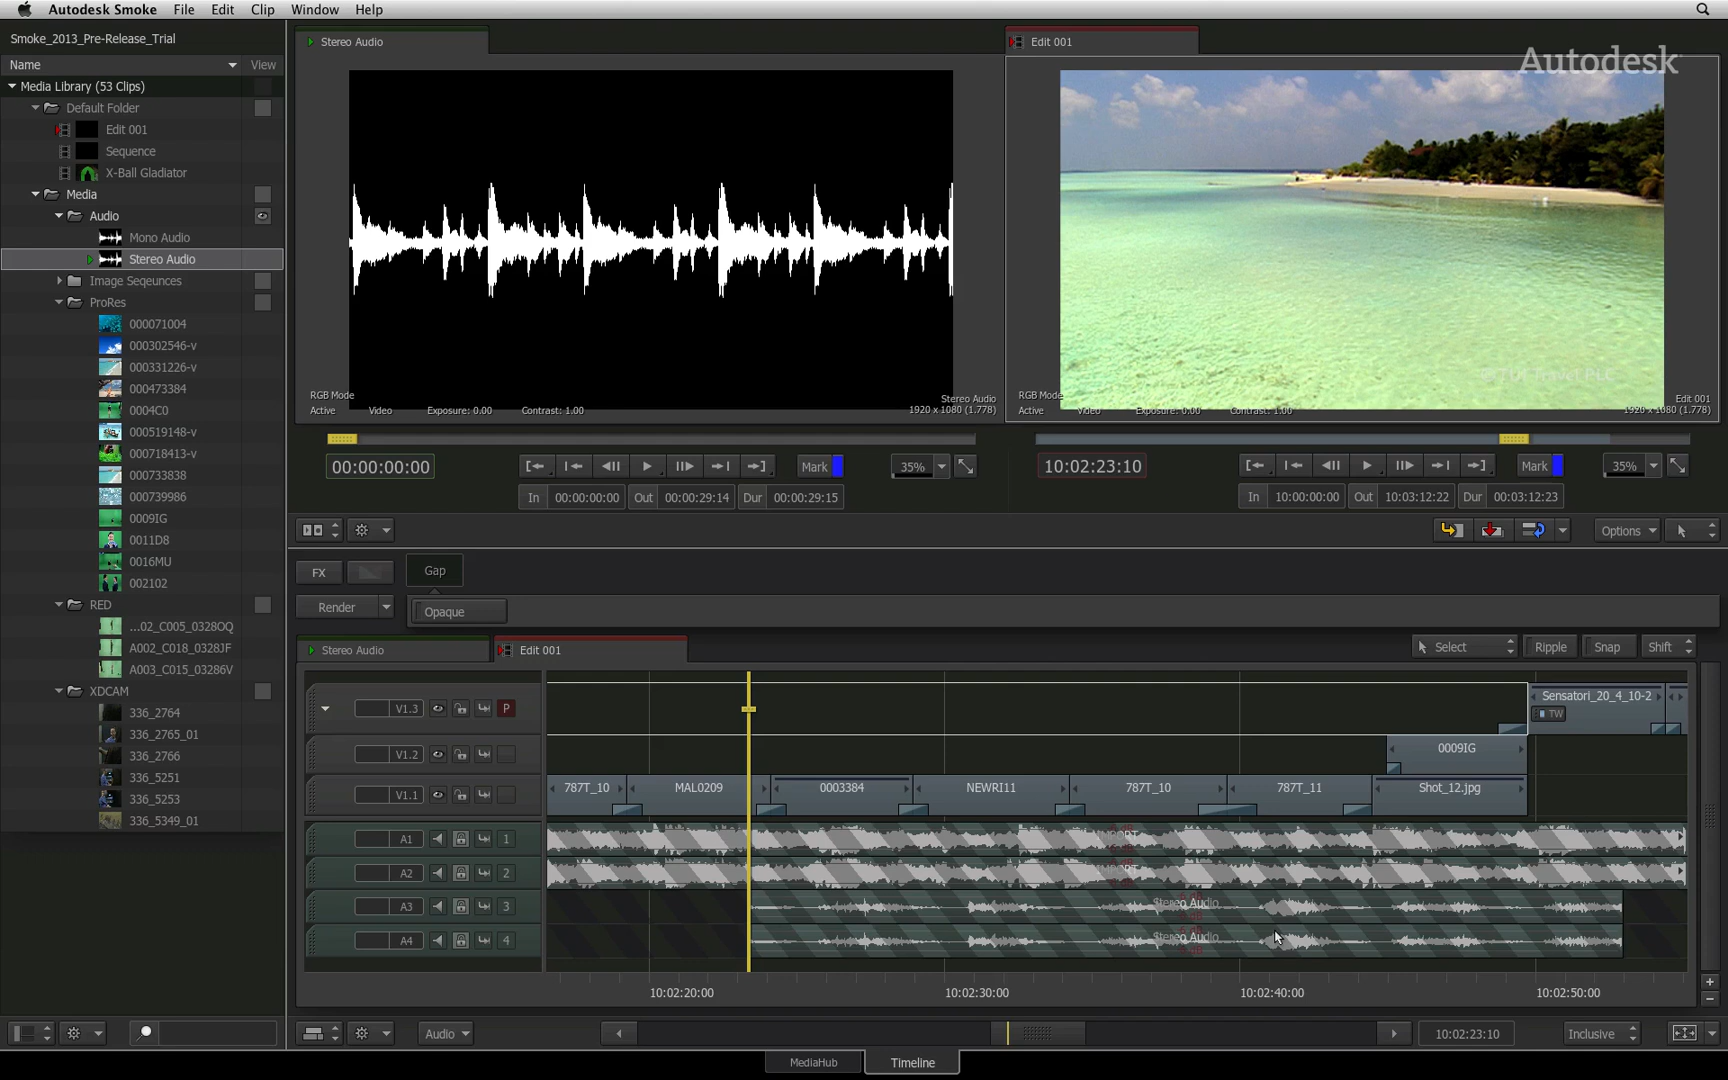 Autodesk Smoke File Edit Clip Window Help
Smoke_2013_Pre-Release_Trial
Name View
Media Library (53 Clips)
Default Folder
Edit 001
Sequence
X-Ball Gladiator
Media
Audio
Mono Audio
Stereo Audio
Image Seqeunces
ProRes
000071004
000302546-v
000331226-v
000473384
0004C0
000519148-v
000718413-v
000733838
000739986
0009IG
0011D8
0016MU
002102
RED
...02_C005_0328OQ
A002_C018_0328JF
A003_C015_03286V
XDCAM
336_2764
336_2765_01
336_2766
336_5251
336_5253
336_5349_01
Stereo Audio
RGB Mode
Stereo Audio
Active Video Exposure: 0.00 Contrast: 1.00 1920 x 1080 (1.778)
00:00:00:00 Mark 35%
In 00:00:00:00 Out 00:00:29:14 Dur 00:00:29:15
Edit 001
Autodesk
© TUI Travel PLC
RGB Mode
Edit 001
Active Video Exposure: 0.00 Contrast: 1.00 1920 x 1080 (1.778)
10:02:23:10 Mark 35%
In 10:00:00:00 Out 10:03:12:22 Dur 00:03:12:23
Options
FX Gap
Render Opaque
Stereo Audio Edit 001 Select Ripple Snap Shift
V1.3 P Sensatori_20_4_10-2
TW
V1.2 0009IG
V1.1 787T_10 MAL0209 0003384 NEWRI11 787T_10 787T_11 Shot_12.jpg
A1 1
A2 2
A3 3 Stereo Audio
A4 4 Stereo Audio
10:02:20:00 10:02:30:00 10:02:40:00 10:02:50:00
Audio 10:02:23:10 Inclusive
MediaHub Timeline